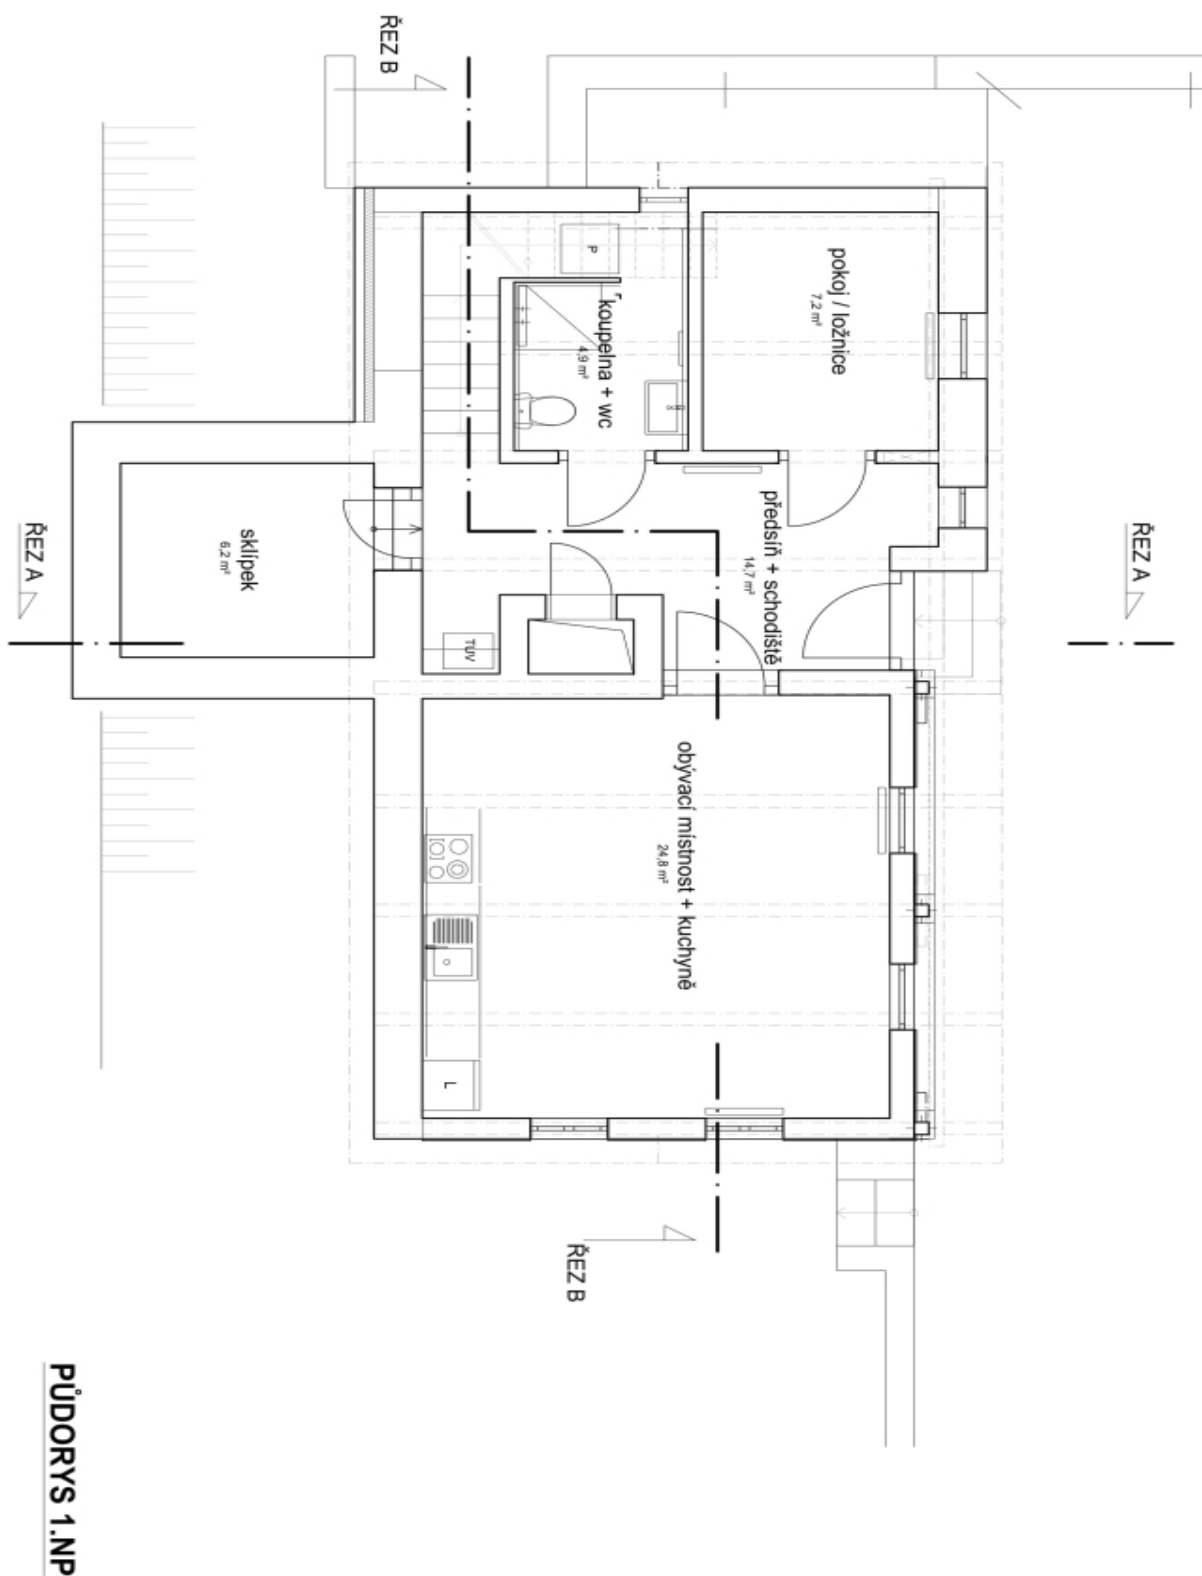 ŘEZ B
ŘEZ A
pokoj / ložnice
7,2 m²
P
koupelna + wc
4,9 m²
předsíň + schodiště
14,7 m²
sklípek
6,2 m²
ŘEZ A
TUV
obývací místnost + kuchyně
24,8 m²
L
ŘEZ B
PŮDORYS 1.NP